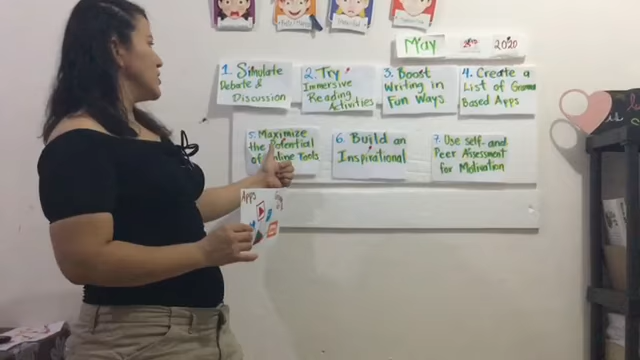 May
28th
2020
1. Simulate
Debate &
Discussion
2. Try
Immersive
Reading
Activities
3. Boost
Writing in
Fun Ways
4. Create a
List of
Based Apps
5. Maximize
the Potential
of Online Tools
6. Build an
Inspirational
7. Use self- and
Peer Assessment
for Motivation
Apps